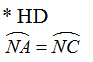 * HD
⌢NA = ⌢NC